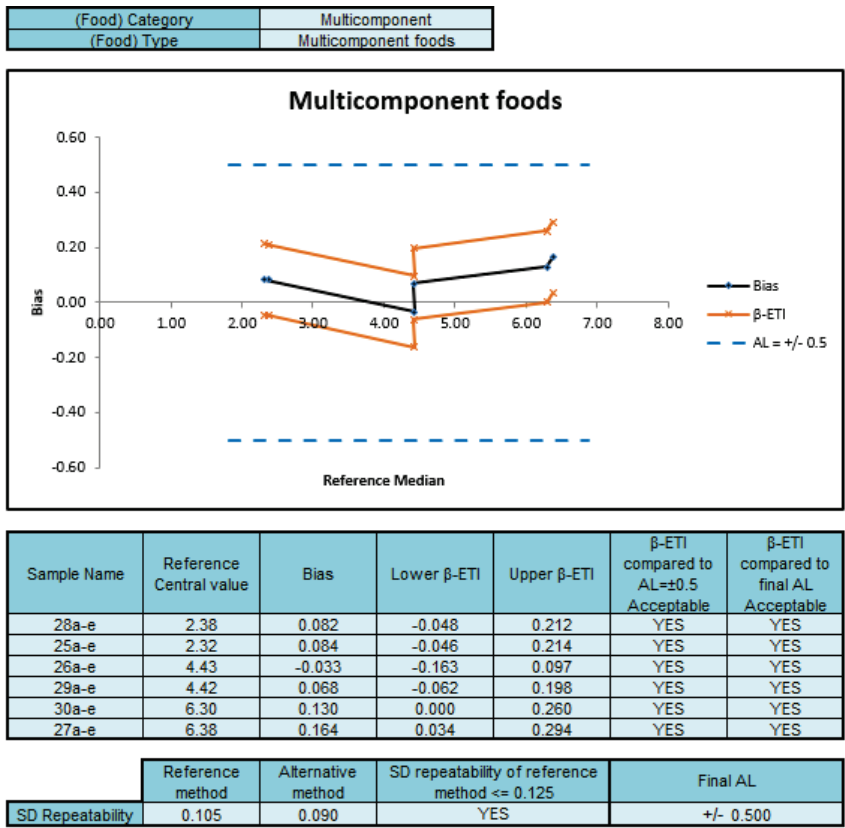 (Food) Category Multicomponent
(Food) Type Multicomponent foods
Multicomponent foods
0.60
0.40
0.20
0.00
-0.20
-0.40
-0.60
Bias
0.00 1.00 2.00 3.00 4.00 5.00 6.00 7.00 8.00
Reference Median
Bias
β-ETI
AL = +/- 0.5
Sample Name Reference Central value Bias Lower β-ETI Upper β-ETI β-ETI compared to AL=±0.5 Acceptable β-ETI compared to final AL Acceptable
28a-e 2.38 0.082 -0.048 0.212 YES YES
25a-e 2.32 0.084 -0.046 0.214 YES YES
26a-e 4.43 -0.033 -0.163 0.097 YES YES
29a-e 4.42 0.068 -0.062 0.198 YES YES
30a-e 6.30 0.130 0.000 0.260 YES YES
27a-e 6.38 0.164 0.034 0.294 YES YES
Reference method Alternative method SD repeatability of reference method <= 0.125 Final AL
SD Repeatability 0.105 0.090 YES +/- 0.500